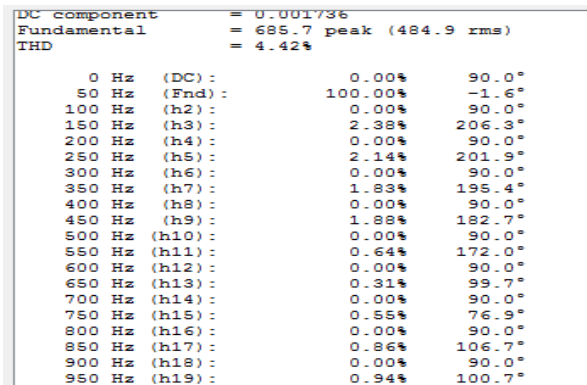 DC component = 0.001736
Fundamental = 685.7 peak (484.9 rms)
THD = 4.42%
0 Hz (DC): 0.00% 90.0°
50 Hz (Fnd): 100.00% -1.6°
100 Hz (h2): 0.00% 90.0°
150 Hz (h3): 2.38% 206.3°
200 Hz (h4): 0.00% 90.0°
250 Hz (h5): 2.14% 201.9°
300 Hz (h6): 0.00% 90.0°
350 Hz (h7): 1.83% 195.4°
400 Hz (h8): 0.00% 90.0°
450 Hz (h9): 1.88% 182.7°
500 Hz (h10): 0.00% 90.0°
550 Hz (h11): 0.64% 172.0°
600 Hz (h12): 0.00% 90.0°
650 Hz (h13): 0.31% 99.7°
700 Hz (h14): 0.00% 90.0°
750 Hz (h15): 0.55% 76.9°
800 Hz (h16): 0.00% 90.0°
850 Hz (h17): 0.86% 106.7°
900 Hz (h18): 0.00% 90.0°
950 Hz (h19): 0.94% 100.7°